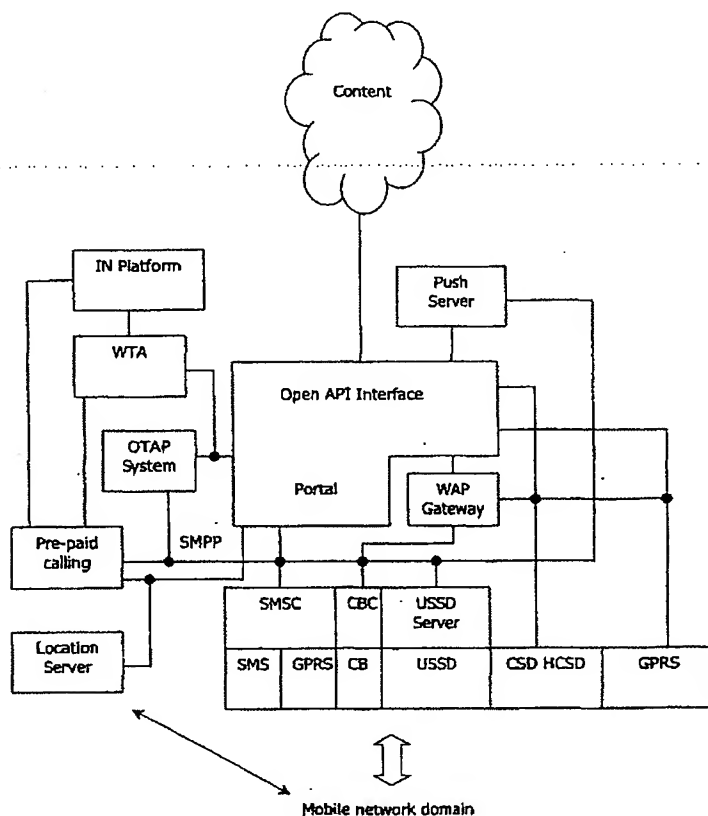 Content
IN Platform
Push
Server
WTA
Open API Interface
OTAP
System
Portal
WAP
Gateway
Pre-paid
calling
SMPP
SMSC
CBC
USSD
Server
Location
Server
SMS
GPRS
CB
USSD
CSD HCSD
GPRS
Mobile network domain